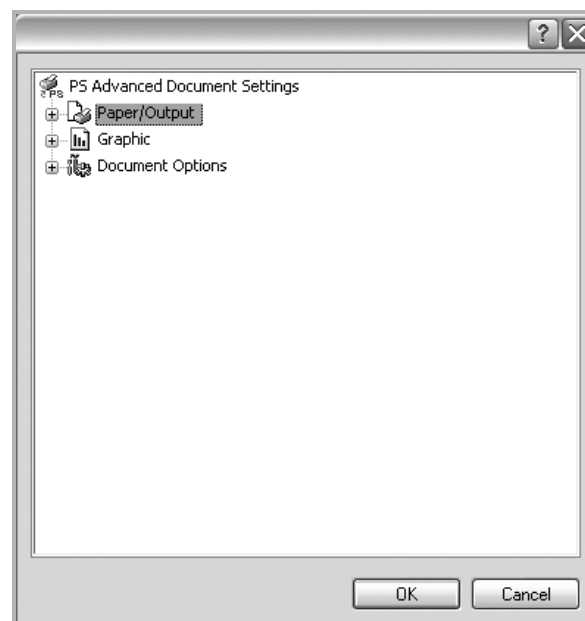 PS Advanced Document Settings
Paper/Output
Graphic
Document Options
OK
Cancel